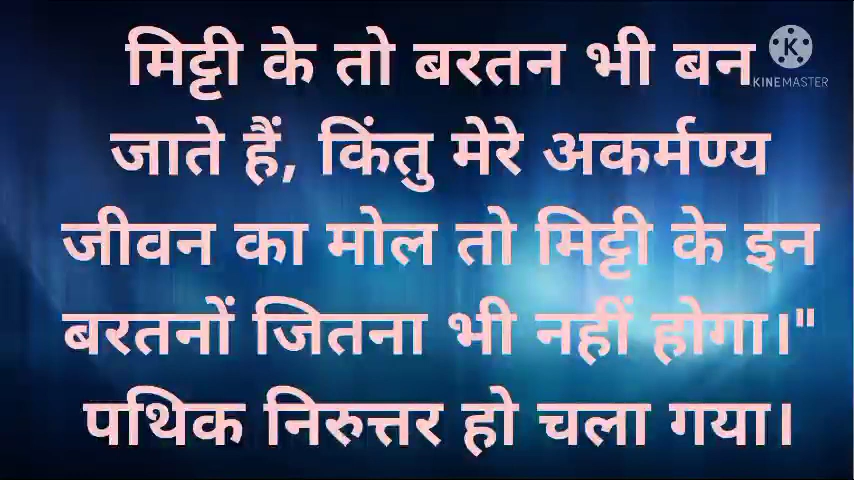 मिट्टी के तो बरतन भी बन
KINEMASTER
जाते हैं, किंतु मेरे अकर्मण्य
जीवन का मोल तो मिट्टी के इन
बरतनों जितना भी नहीं होगा।"
पथिक निरुत्तर हो चला गया।